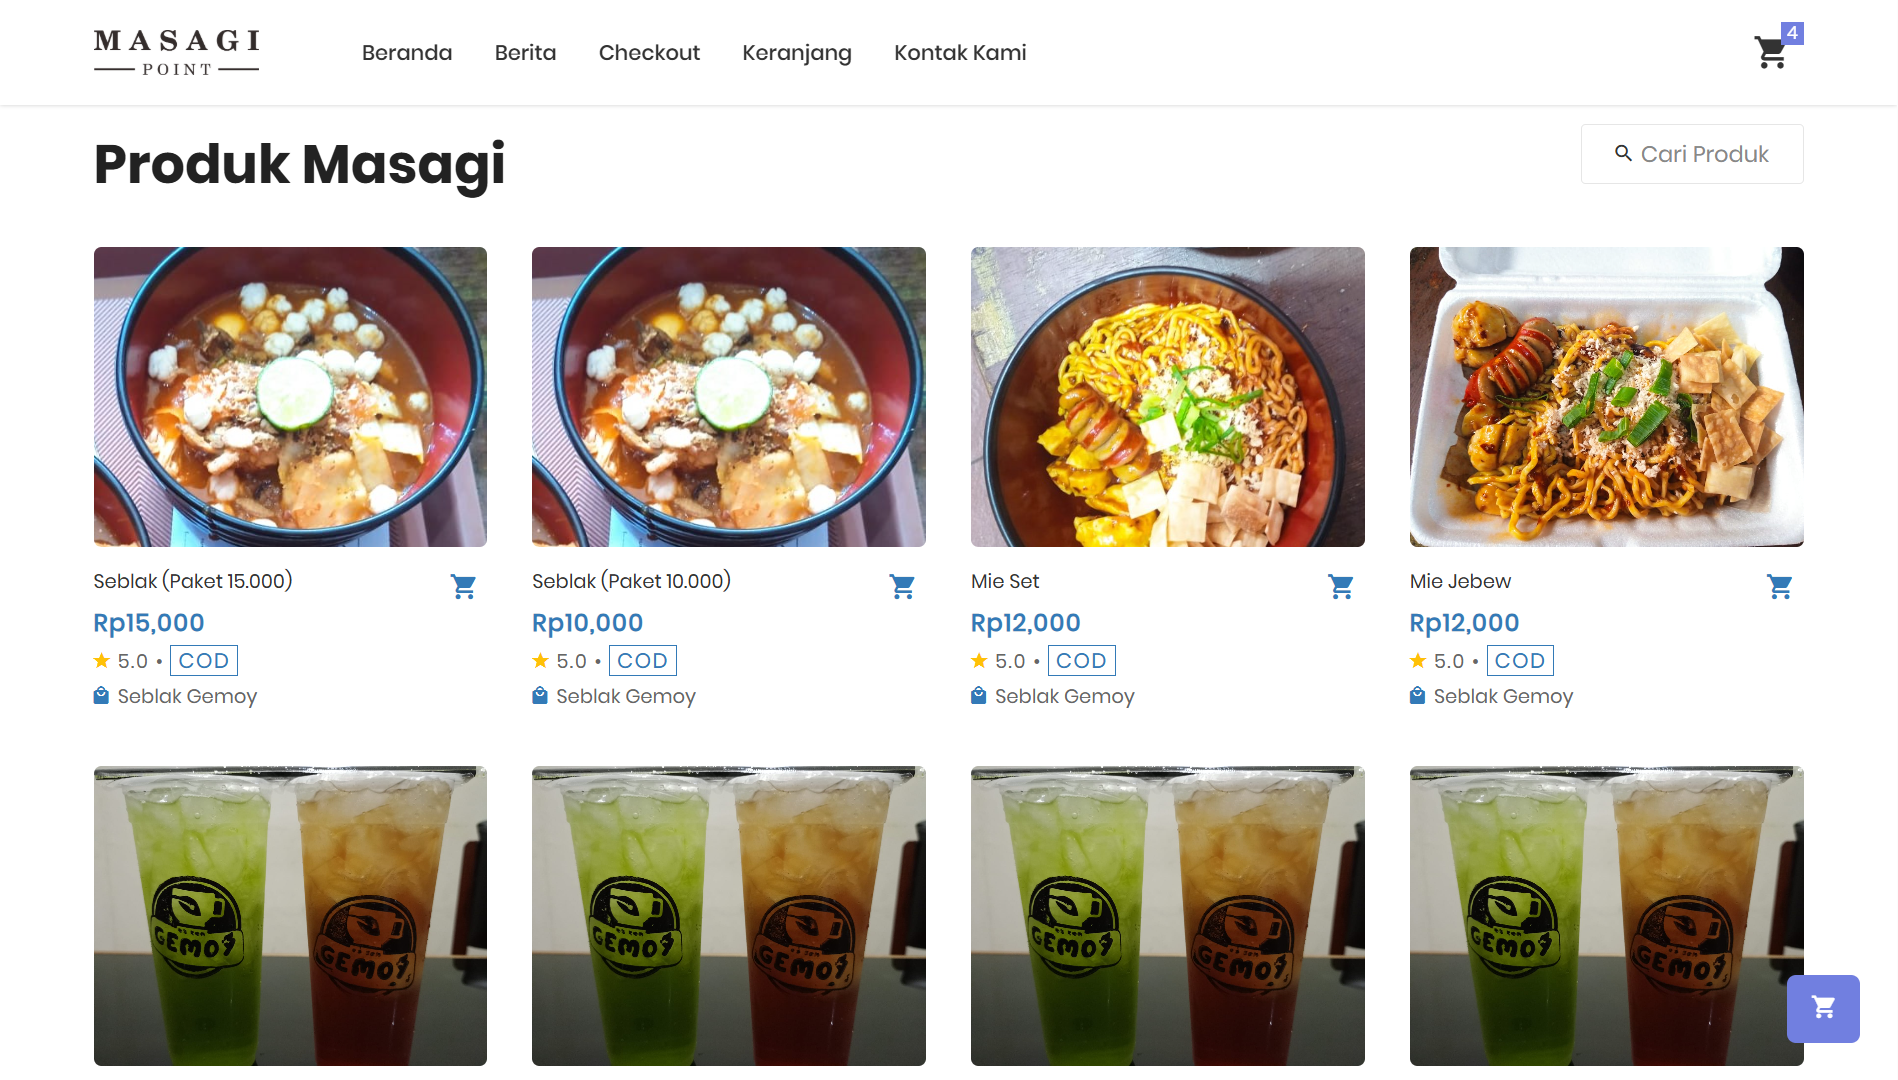 MASAGI
POINT
Beranda
Berita
Checkout
Keranjang
Kontak Kami
4
Produk Masagi
Cari Produk
Seblak (Paket 15.000)
Rp15,000
5.0 • COD
Seblak Gemoy
Seblak (Paket 10.000)
Rp10,000
5.0 • COD
Seblak Gemoy
Mie Set
Rp12,000
5.0 • COD
Seblak Gemoy
Mie Jebew
Rp12,000
5.0 • COD
Seblak Gemoy
GEMOY
GEMOY
GEMOY
GEMOY
GEMOY
GEMOY
GEMOY
GEMOY